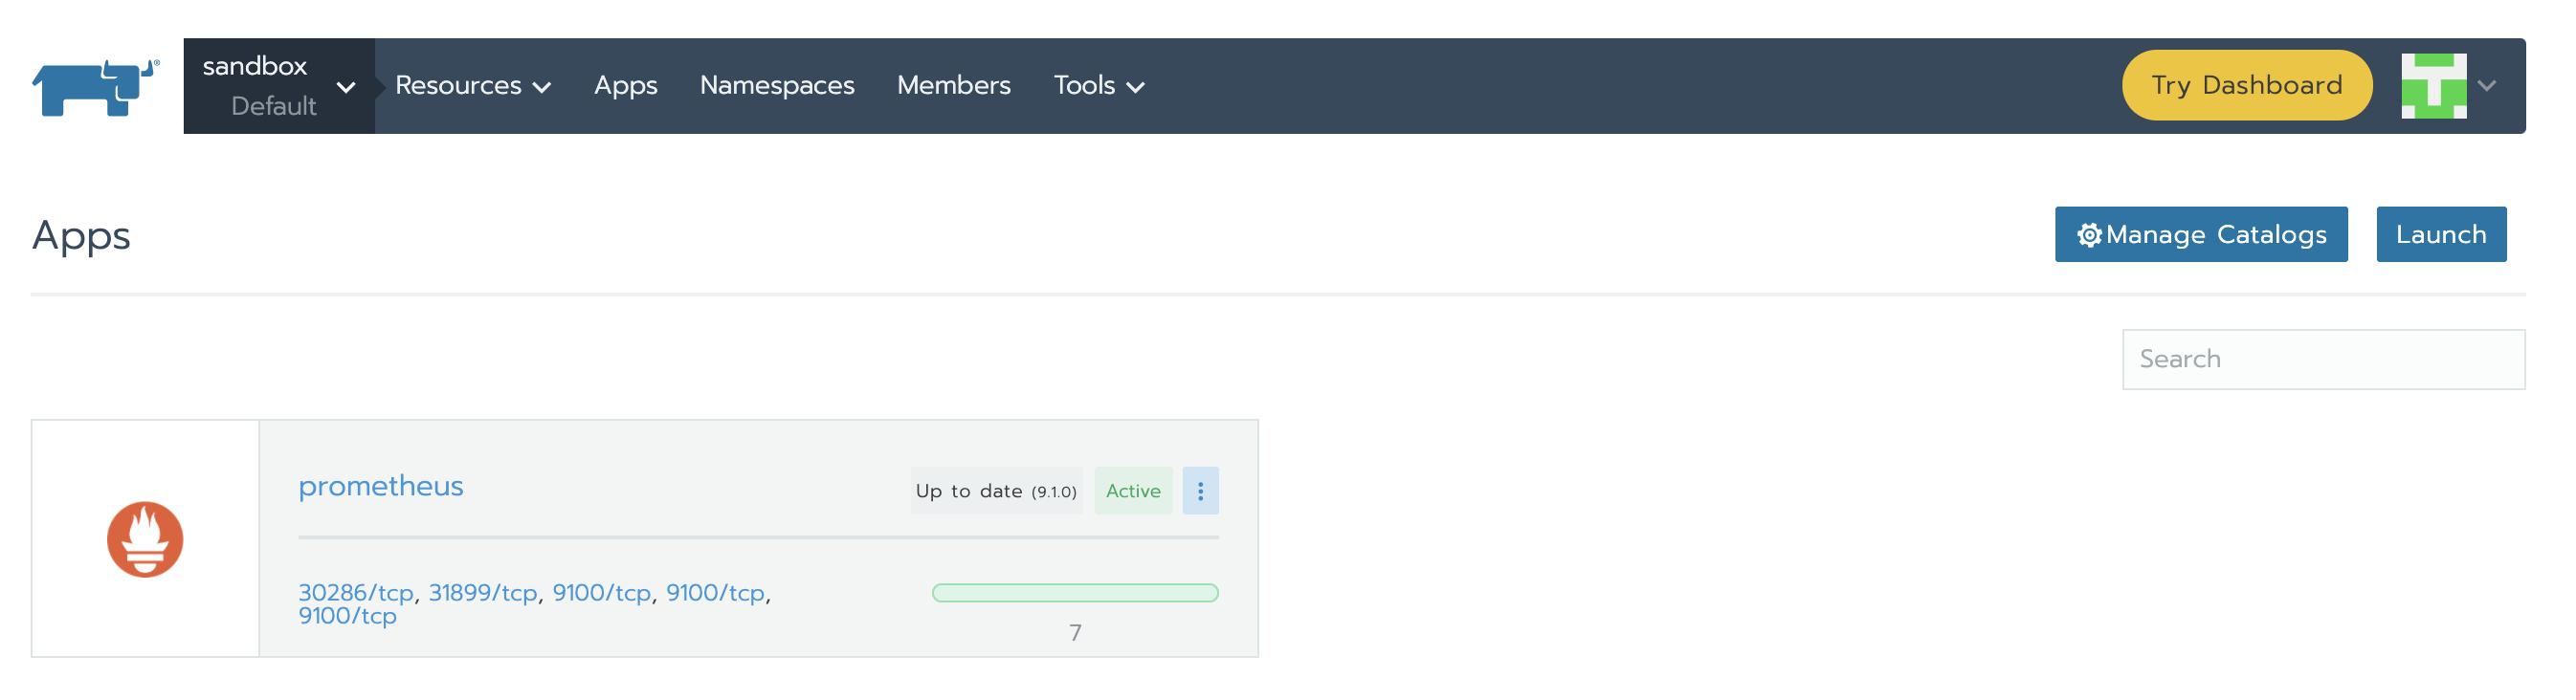 sandbox
Default
Resources Apps Namespaces Members Tools Try Dashboard
Apps
Manage Catalogs Launch
Search
prometheus
Up to date (9.1.0) Active
30286/tcp, 31899/tcp, 9100/tcp, 9100/tcp,
9100/tcp
7